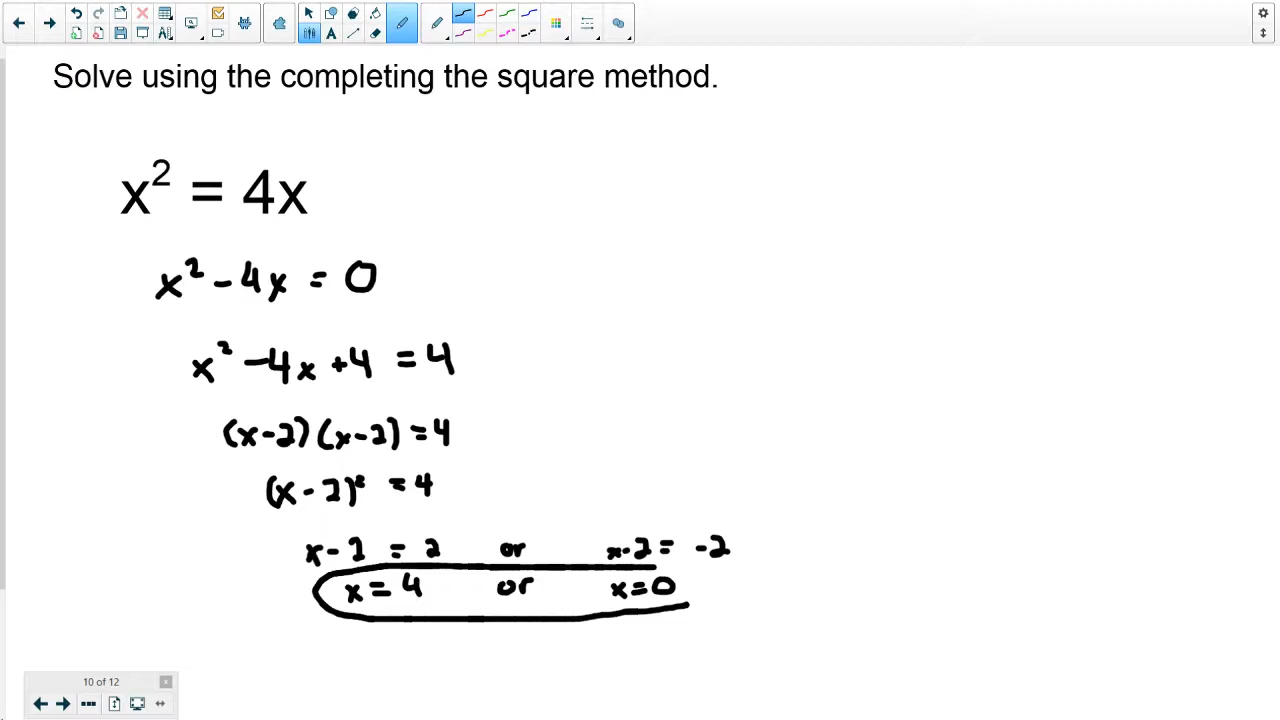 Solve using the completing the square method.
x² = 4x
x² - 4x = 0
x² - 4x + 4 = 4
(x - 2)(x - 2) = 4
(x - 2)² = 4
x - 2 = 2 or x - 2 = -2
x = 4 or x = 0
10 of 12